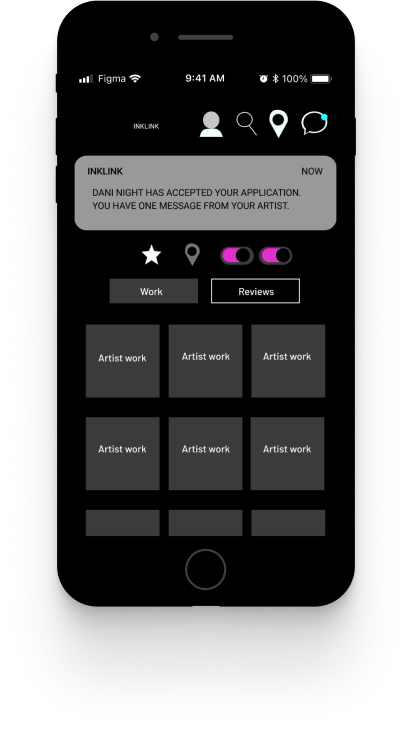 Figma 9:41 AM 100%
INKLINK
INKLINK NOW
DANI NIGHT HAS ACCEPTED YOUR APPLICATION.
YOU HAVE ONE MESSAGE FROM YOUR ARTIST.
Work Reviews
Artist work Artist work Artist work
Artist work Artist work Artist work